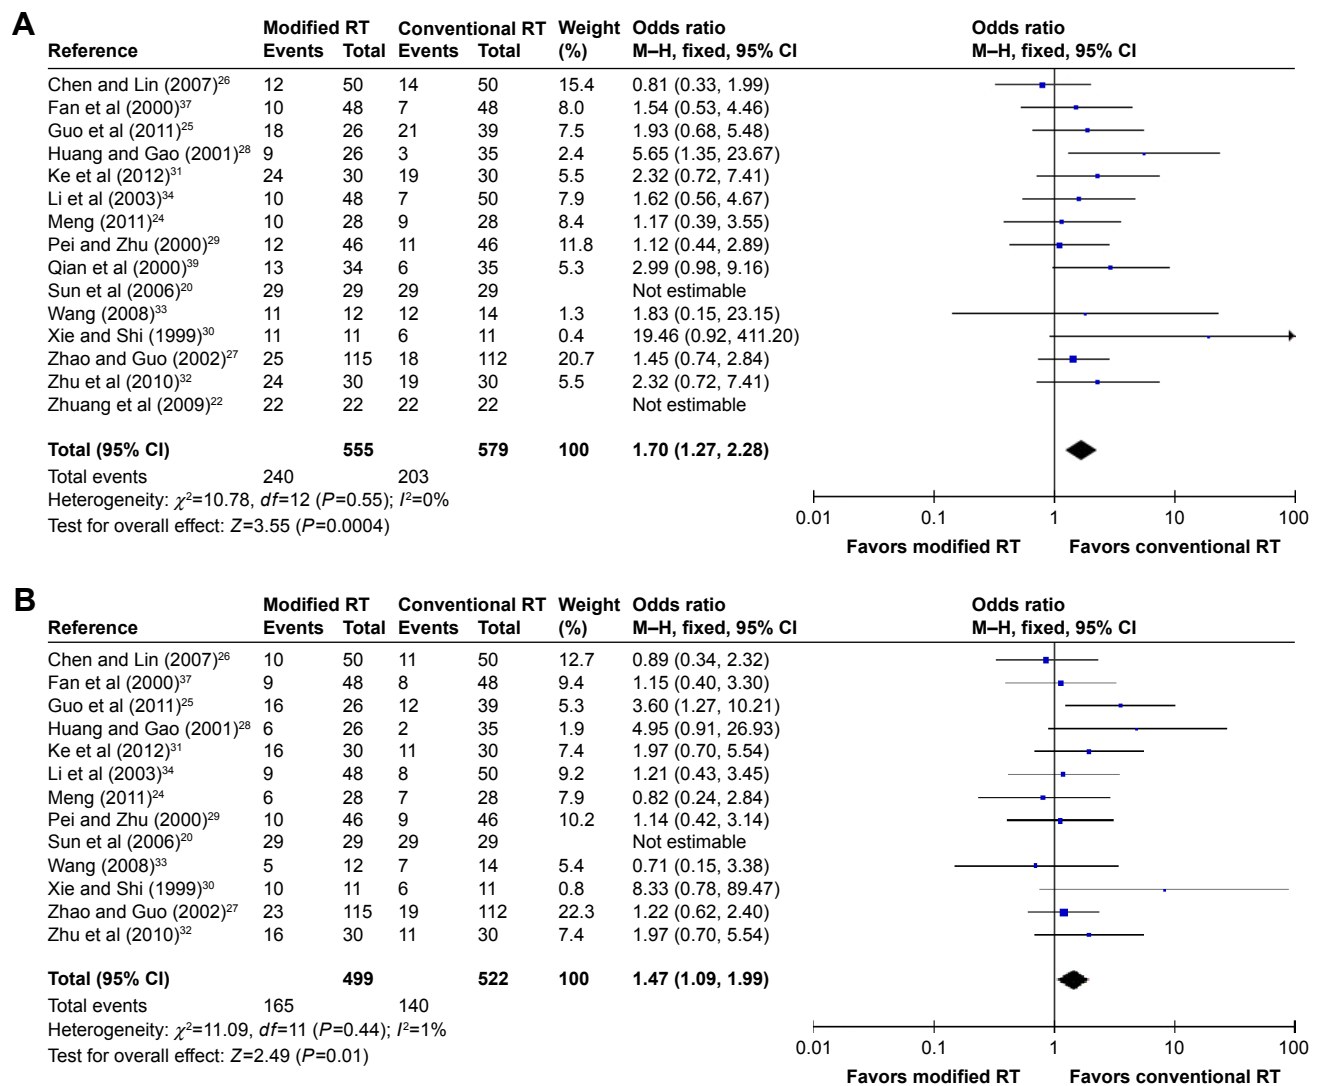 A
Modified RT Conventional RT Weight Odds ratio Odds ratio
Reference Events Total Events Total (%) M–H, fixed, 95% CI M–H, fixed, 95% CI
Chen and Lin (2007)26 12 50 14 50 15.4 0.81 (0.33, 1.99)
Fan et al (2000)37 10 48 7 48 8.0 1.54 (0.53, 4.46)
Guo et al (2011)25 18 26 21 39 7.5 1.93 (0.68, 5.48)
Huang and Gao (2001)28 9 26 3 35 2.4 5.65 (1.35, 23.67)
Ke et al (2012)31 24 30 19 30 5.5 2.32 (0.72, 7.41)
Li et al (2003)34 10 48 7 50 7.9 1.62 (0.56, 4.67)
Meng (2011)24 10 28 9 28 8.4 1.17 (0.39, 3.55)
Pei and Zhu (2000)29 12 46 11 46 11.8 1.12 (0.44, 2.89)
Qian et al (2000)39 13 34 6 35 5.3 2.99 (0.98, 9.16)
Sun et al (2006)20 29 29 29 29 Not estimable
Wang (2008)33 11 12 12 14 1.3 1.83 (0.15, 23.15)
Xie and Shi (1999)30 11 11 6 11 0.4 19.46 (0.92, 411.20)
Zhao and Guo (2002)27 25 115 18 112 20.7 1.45 (0.74, 2.84)
Zhu et al (2010)32 24 30 19 30 5.5 2.32 (0.72, 7.41)
Zhuang et al (2009)22 22 22 22 22 Not estimable
Total (95% CI) 555 579 100 1.70 (1.27, 2.28)
Total events 240 203
Heterogeneity: χ2=10.78, df=12 (P=0.55); I2=0%
Test for overall effect: Z=3.55 (P=0.0004)
0.01 0.1 1 10 100
Favors modified RT Favors conventional RT
B
Modified RT Conventional RT Weight Odds ratio Odds ratio
Reference Events Total Events Total (%) M–H, fixed, 95% CI M–H, fixed, 95% CI
Chen and Lin (2007)26 10 50 11 50 12.7 0.89 (0.34, 2.32)
Fan et al (2000)37 9 48 8 48 9.4 1.15 (0.40, 3.30)
Guo et al (2011)25 16 26 12 39 5.3 3.60 (1.27, 10.21)
Huang and Gao (2001)28 6 26 2 35 1.9 4.95 (0.91, 26.93)
Ke et al (2012)31 16 30 11 30 7.4 1.97 (0.70, 5.54)
Li et al (2003)34 9 48 8 50 9.2 1.21 (0.43, 3.45)
Meng (2011)24 6 28 7 28 7.9 0.82 (0.24, 2.84)
Pei and Zhu (2000)29 10 46 9 46 10.2 1.14 (0.42, 3.14)
Sun et al (2006)20 29 29 29 29 Not estimable
Wang (2008)33 5 12 7 14 5.4 0.71 (0.15, 3.38)
Xie and Shi (1999)30 10 11 6 11 0.8 8.33 (0.78, 89.47)
Zhao and Guo (2002)27 23 115 19 112 22.3 1.22 (0.62, 2.40)
Zhu et al (2010)32 16 30 11 30 7.4 1.97 (0.70, 5.54)
Total (95% CI) 499 522 100 1.47 (1.09, 1.99)
Total events 165 140
Heterogeneity: χ2=11.09, df=11 (P=0.44); I2=1%
Test for overall effect: Z=2.49 (P=0.01)
0.01 0.1 1 10 100
Favors modified RT Favors conventional RT